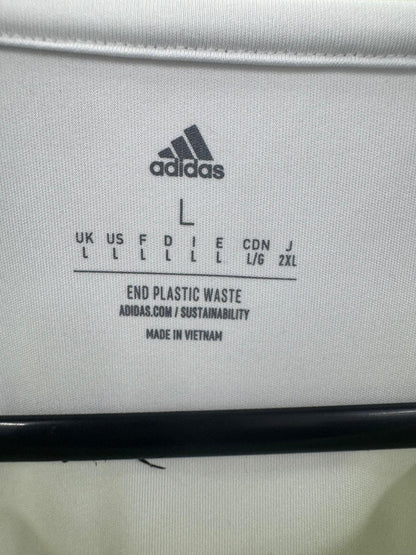 adidas
L
UK US F D I E CDN J
L L L L L L L/G 2XL
END PLASTIC WASTE
ADIDAS.COM / SUSTAINABILITY
MADE IN VIETNAM